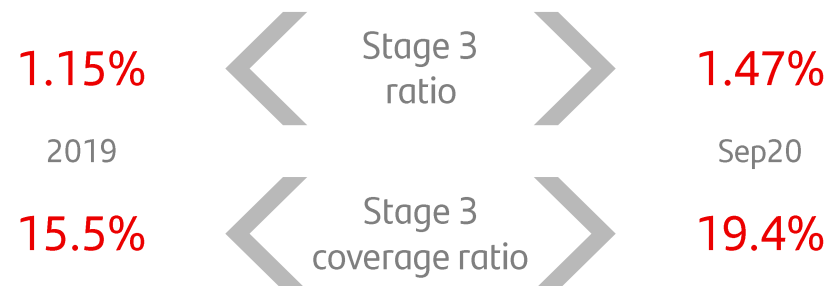 Stage 3
ratio
1.15%
1.47%
2019
Sep20
Stage 3
coverage ratio
15.5%
19.4%